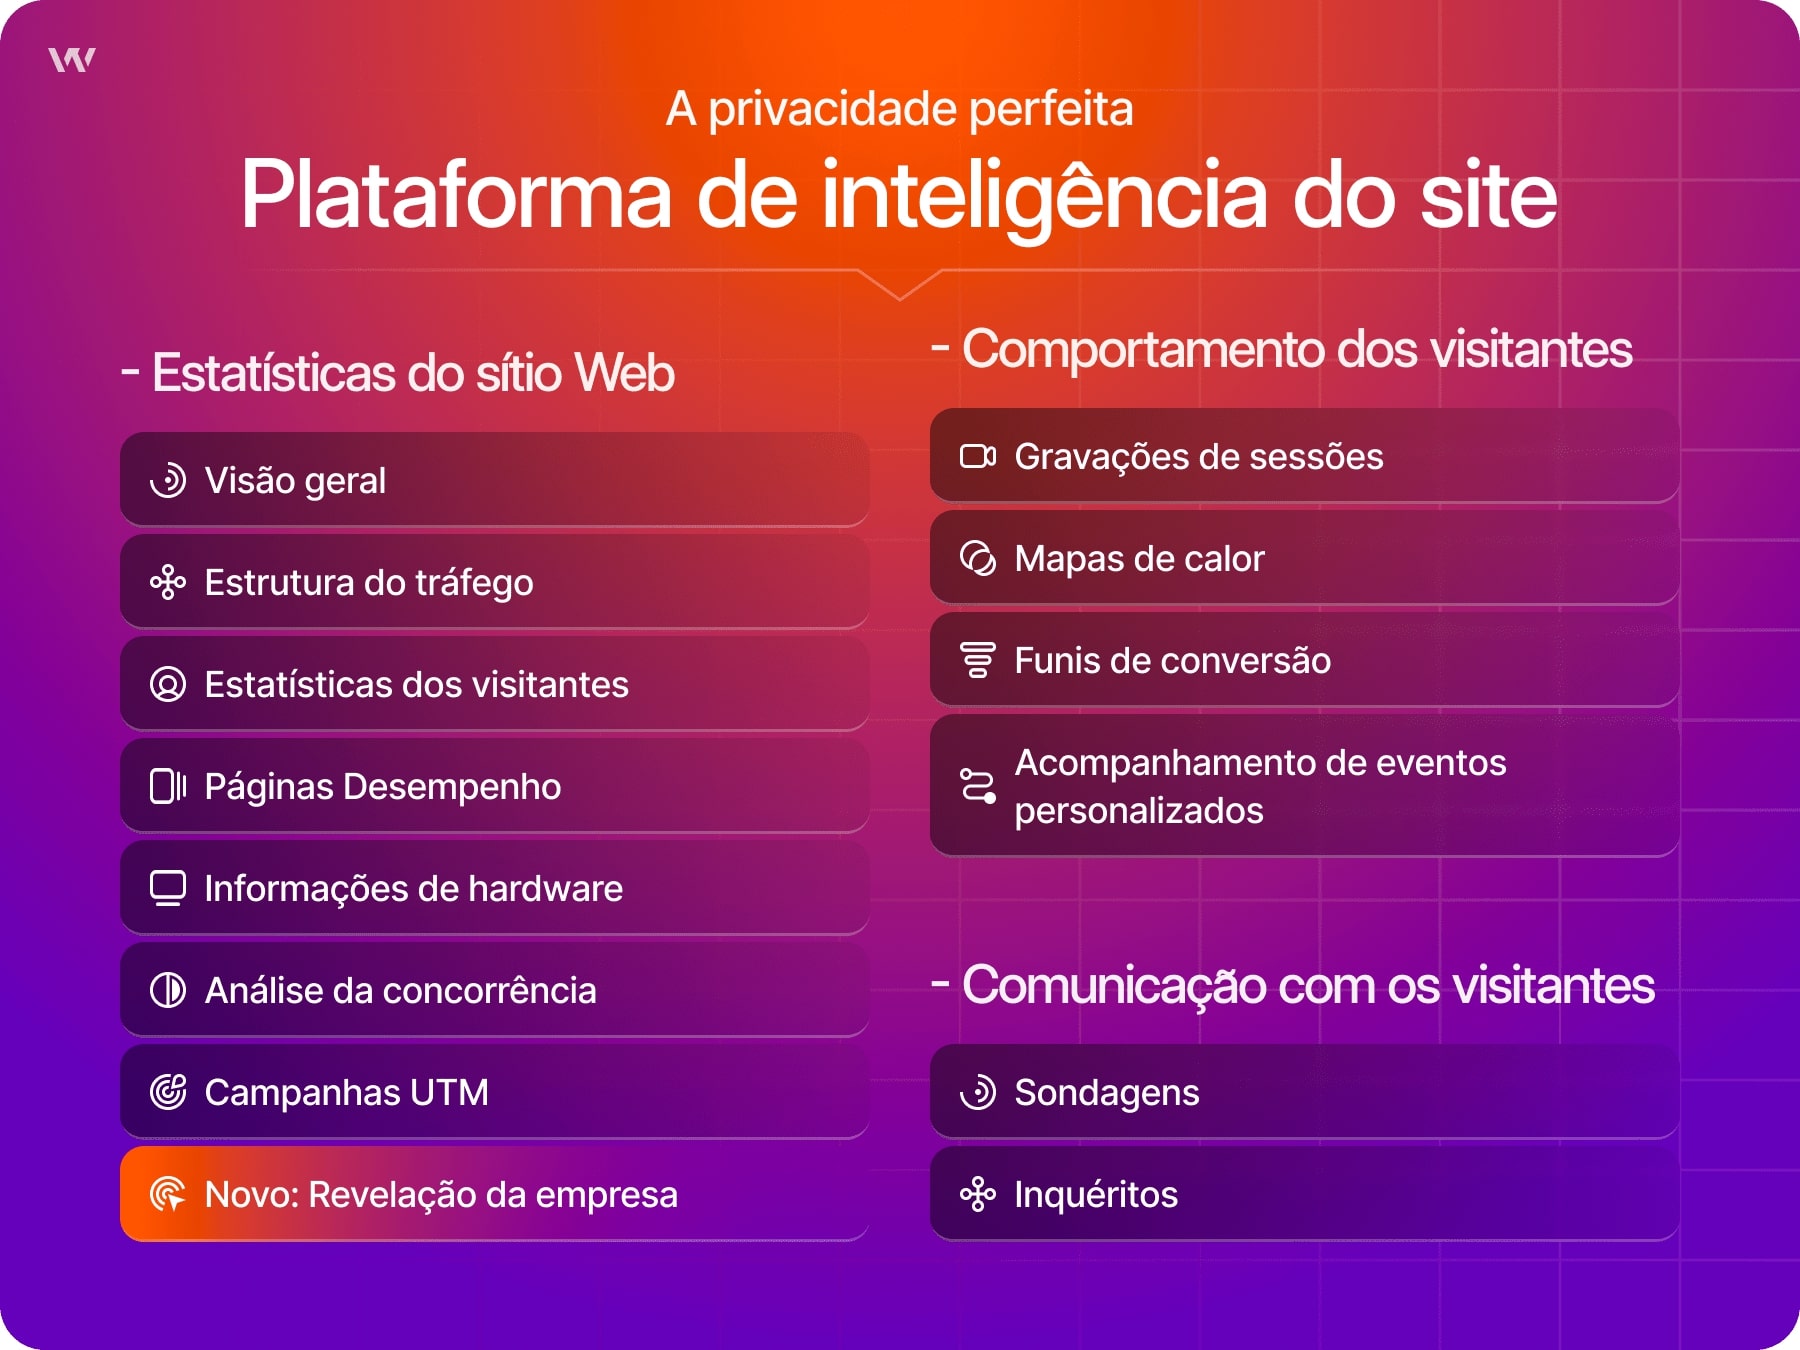 A privacidade perfeita
Plataforma de inteligência do site
- Estatísticas do sítio Web
Visão geral
Estrutura do tráfego
Estatísticas dos visitantes
Páginas Desempenho
Informações de hardware
Análise da concorrência
Campanhas UTM
Novo: Revelação da empresa
- Comportamento dos visitantes
Gravações de sessões
Mapas de calor
Funis de conversão
Acompanhamento de eventos
personalizados
- Comunicação com os visitantes
Sondagens
Inquéritos